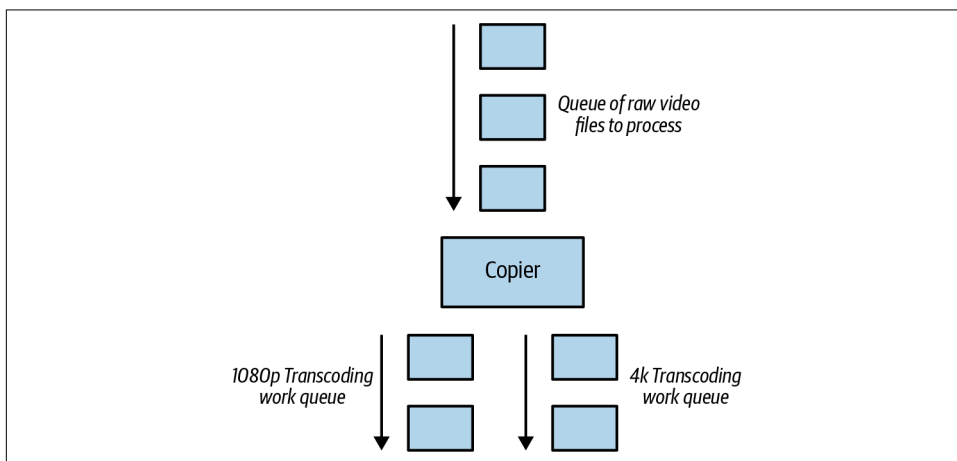 Queue of raw video
files to process
Copier
1080p Transcoding
work queue
4k Transcoding
work queue